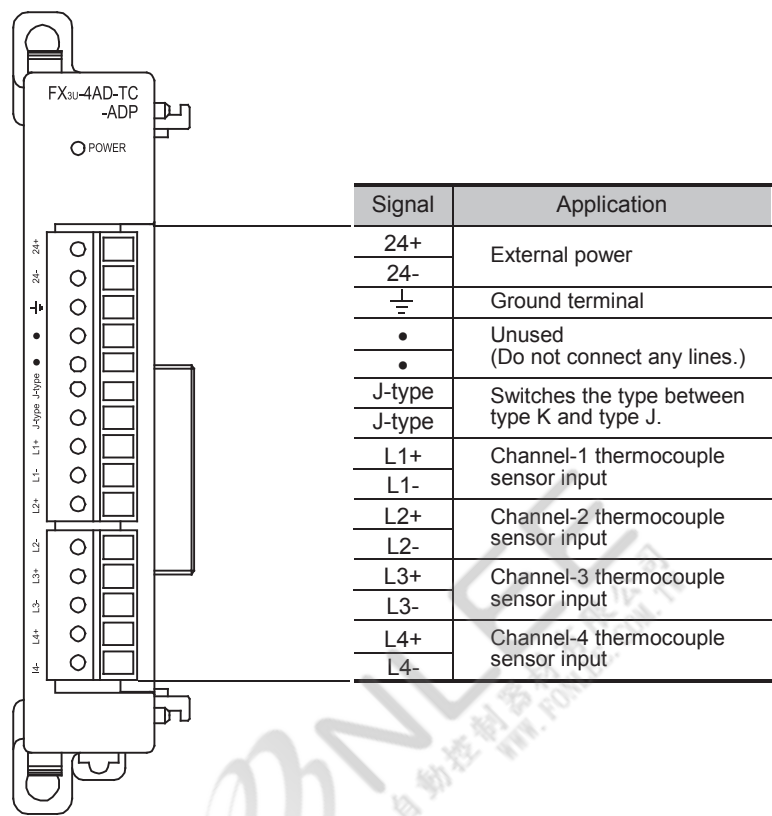 FX3U-4AD-TC
-ADP
POWER
24+
24-
⏚
•
•
J-type
J-type
L1+
L1-
L2+
L2-
L3+
L3-
L4+
I4-
Signal Application
24+
24-
External power
⏚ Ground terminal
•
•
Unused
(Do not connect any lines.)
J-type
J-type
Switches the type between
type K and type J.
L1+
L1-
Channel-1 thermocouple
sensor input
L2+
L2-
Channel-2 thermocouple
sensor input
L3+
L3-
Channel-3 thermocouple
sensor input
L4+
L4-
Channel-4 thermocouple
sensor input